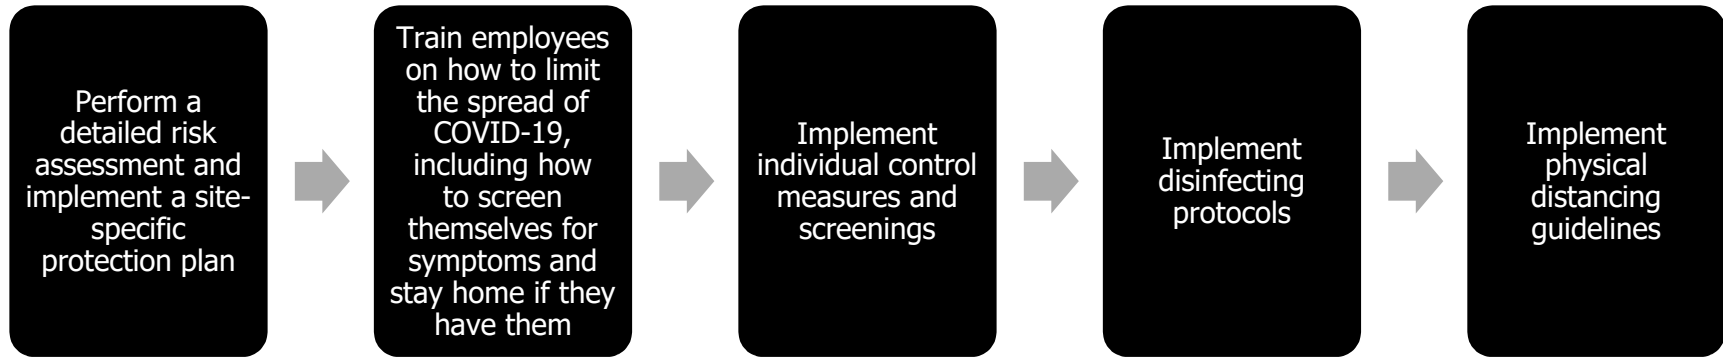 Perform a
detailed risk
assessment and
implement a site-
specific
protection plan
Train employees
on how to limit
the spread of
COVID-19,
including how
to screen
themselves for
symptoms and
stay home if they
have them
Implement
individual control
measures and
screenings
Implement
disinfecting
protocols
Implement
physical
distancing
guidelines